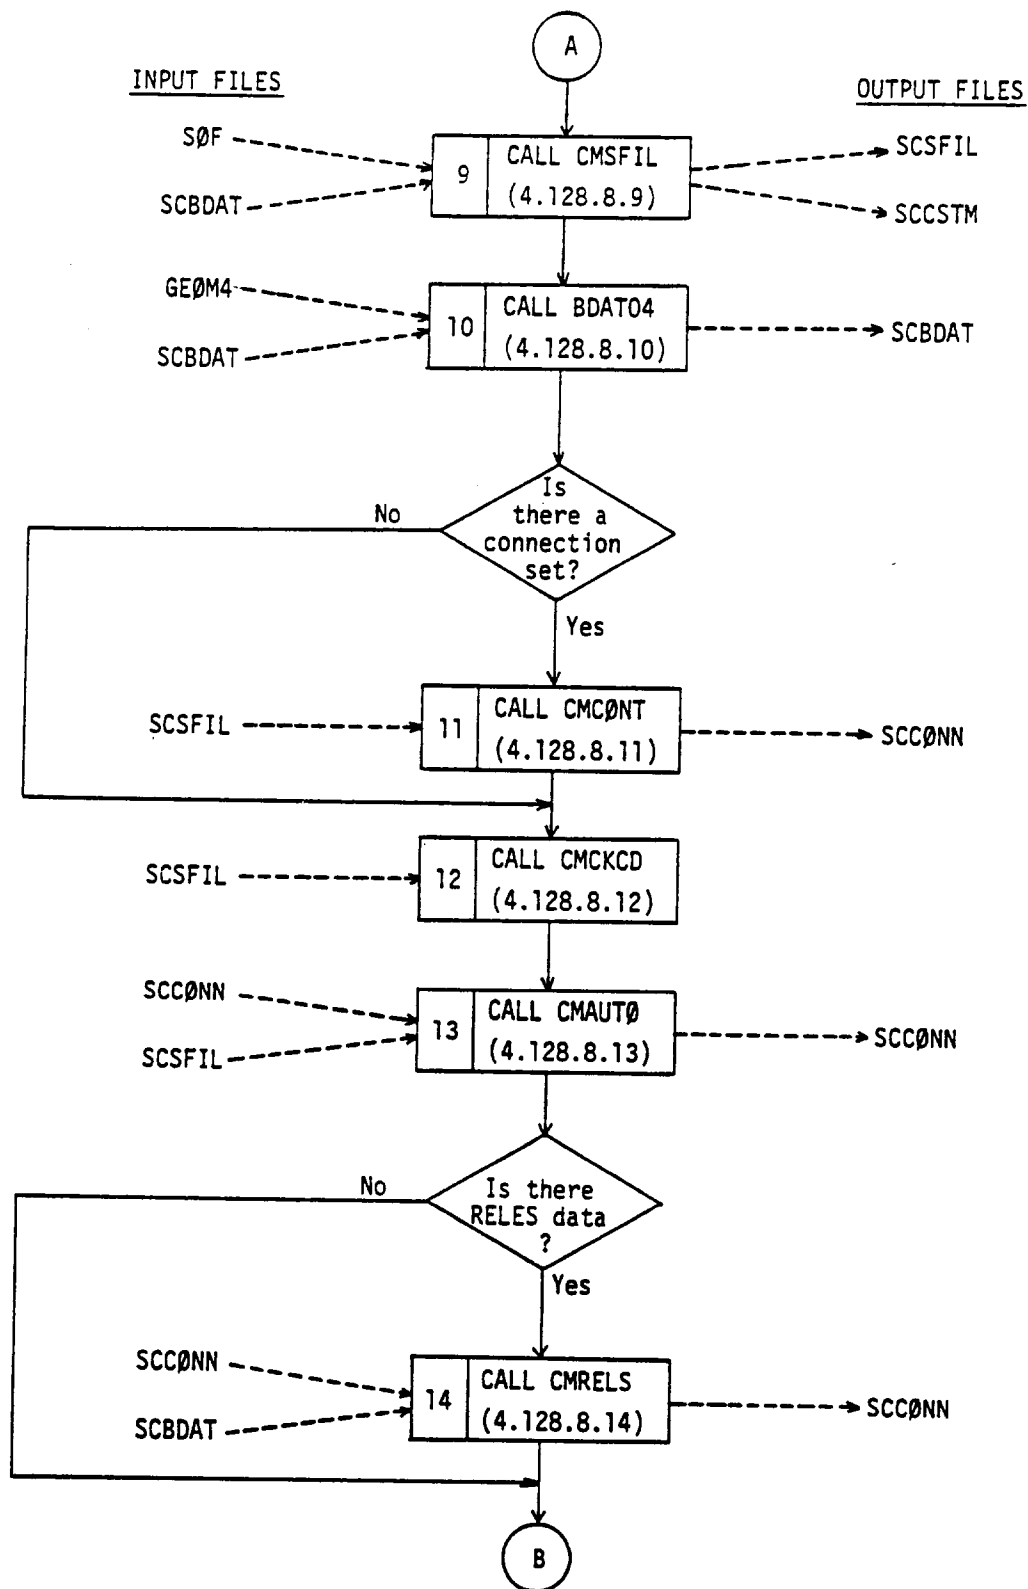 A
INPUT FILES
OUTPUT FILES
SØF
SCBDAT
9
CALL CMSFIL
(4.128.8.9)
SCSFIL
SCCSTM
GEØM4
SCBDAT
10
CALL BDAT04
(4.128.8.10)
SCBDAT
No
Is
there a
connection
set?
Yes
SCSFIL
11
CALL CMCØNT
(4.128.8.11)
SCCØNN
SCSFIL
12
CALL CMCKCD
(4.128.8.12)
SCCØNN
SCSFIL
13
CALL CMAUTØ
(4.128.8.13)
SCCØNN
No
Is there
RELES data
?
Yes
SCCØNN
SCBDAT
14
CALL CMRELS
(4.128.8.14)
SCCØNN
B